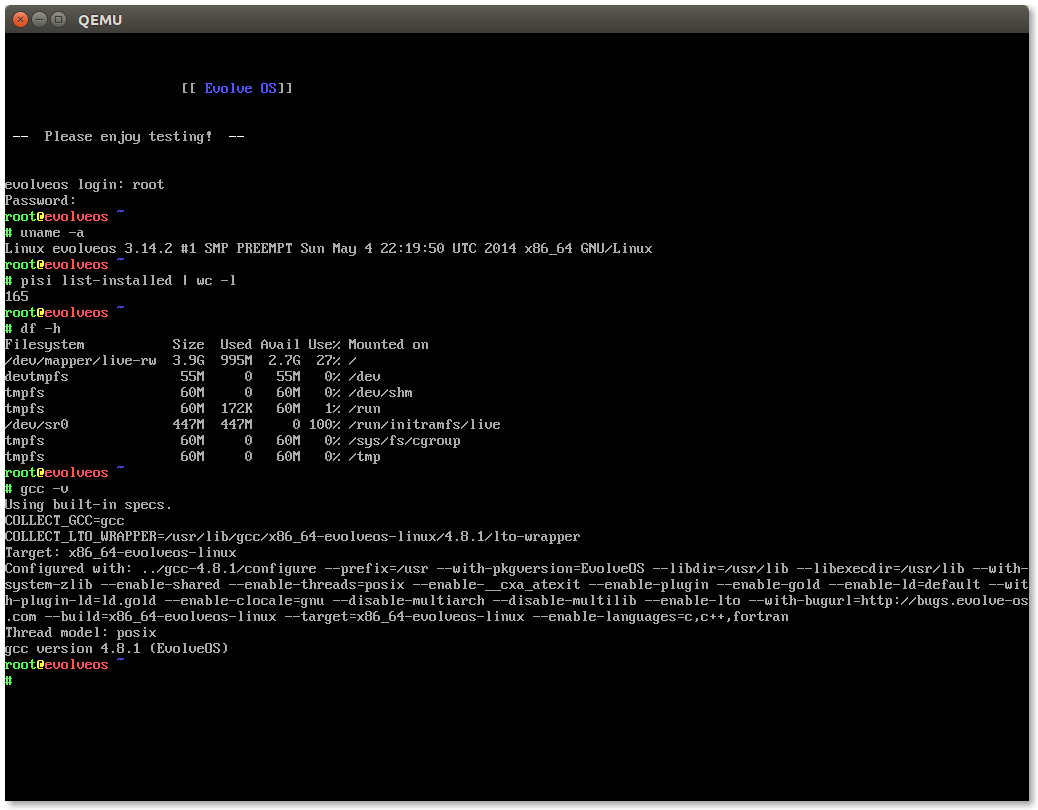 QEMU
[[ Evolve OS]]
-- Please enjoy testing! --
evolveos login: root
Password:
root@evolveos ~
# uname -a
Linux evolveos 3.14.2 #1 SMP PREEMPT Sun May 4 22:19:50 UTC 2014 x86_64 GNU/Linux
root@evolveos ~
# pisi list-installed | wc -l
165
root@evolveos ~
# df -h
Filesystem           Size  Used Avail Use% Mounted on
/dev/mapper/live-rw  3.9G  995M  2.7G  27% /
devtmpfs              55M     0   55M   0% /dev
tmpfs                 60M     0   60M   0% /dev/shm
tmpfs                 60M  172K   60M   1% /run
/dev/sr0             447M  447M     0 100% /run/initramfs/live
tmpfs                 60M     0   60M   0% /sys/fs/cgroup
tmpfs                 60M     0   60M   0% /tmp
root@evolveos ~
# gcc -v
Using built-in specs.
COLLECT_GCC=gcc
COLLECT_LTO_WRAPPER=/usr/lib/gcc/x86_64-evolveos-linux/4.8.1/lto-wrapper
Target: x86_64-evolveos-linux
Configured with: ../gcc-4.8.1/configure --prefix=/usr --with-pkgversion=EvolveOS --libdir=/usr/lib --libexecdir=/usr/lib --with-
system-zlib --enable-shared --enable-threads=posix --enable-__cxa_atexit --enable-plugin --enable-gold --enable-ld=default --wit
h-plugin-ld=ld.gold --enable-clocale=gnu --disable-multiarch --disable-multilib --enable-lto --with-bugurl=http://bugs.evolve-os
.com --build=x86_64-evolveos-linux --target=x86_64-evolveos-linux --enable-languages=c,c++,fortran
Thread model: posix
gcc version 4.8.1 (EvolveOS)
root@evolveos ~
#